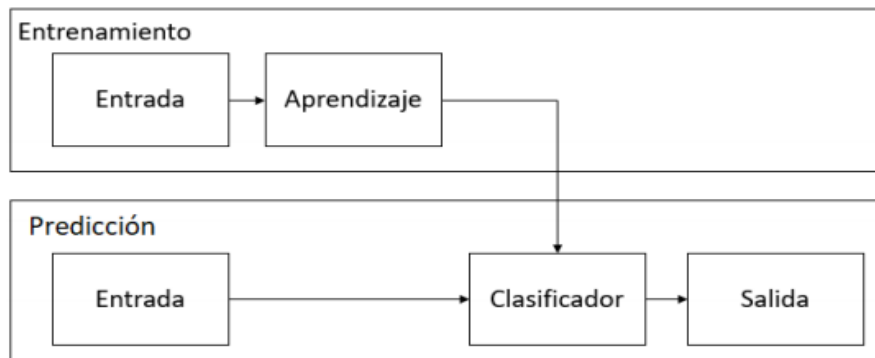 Entrenamiento
Entrada
Aprendizaje
Predicción
Entrada
Clasificador
Salida